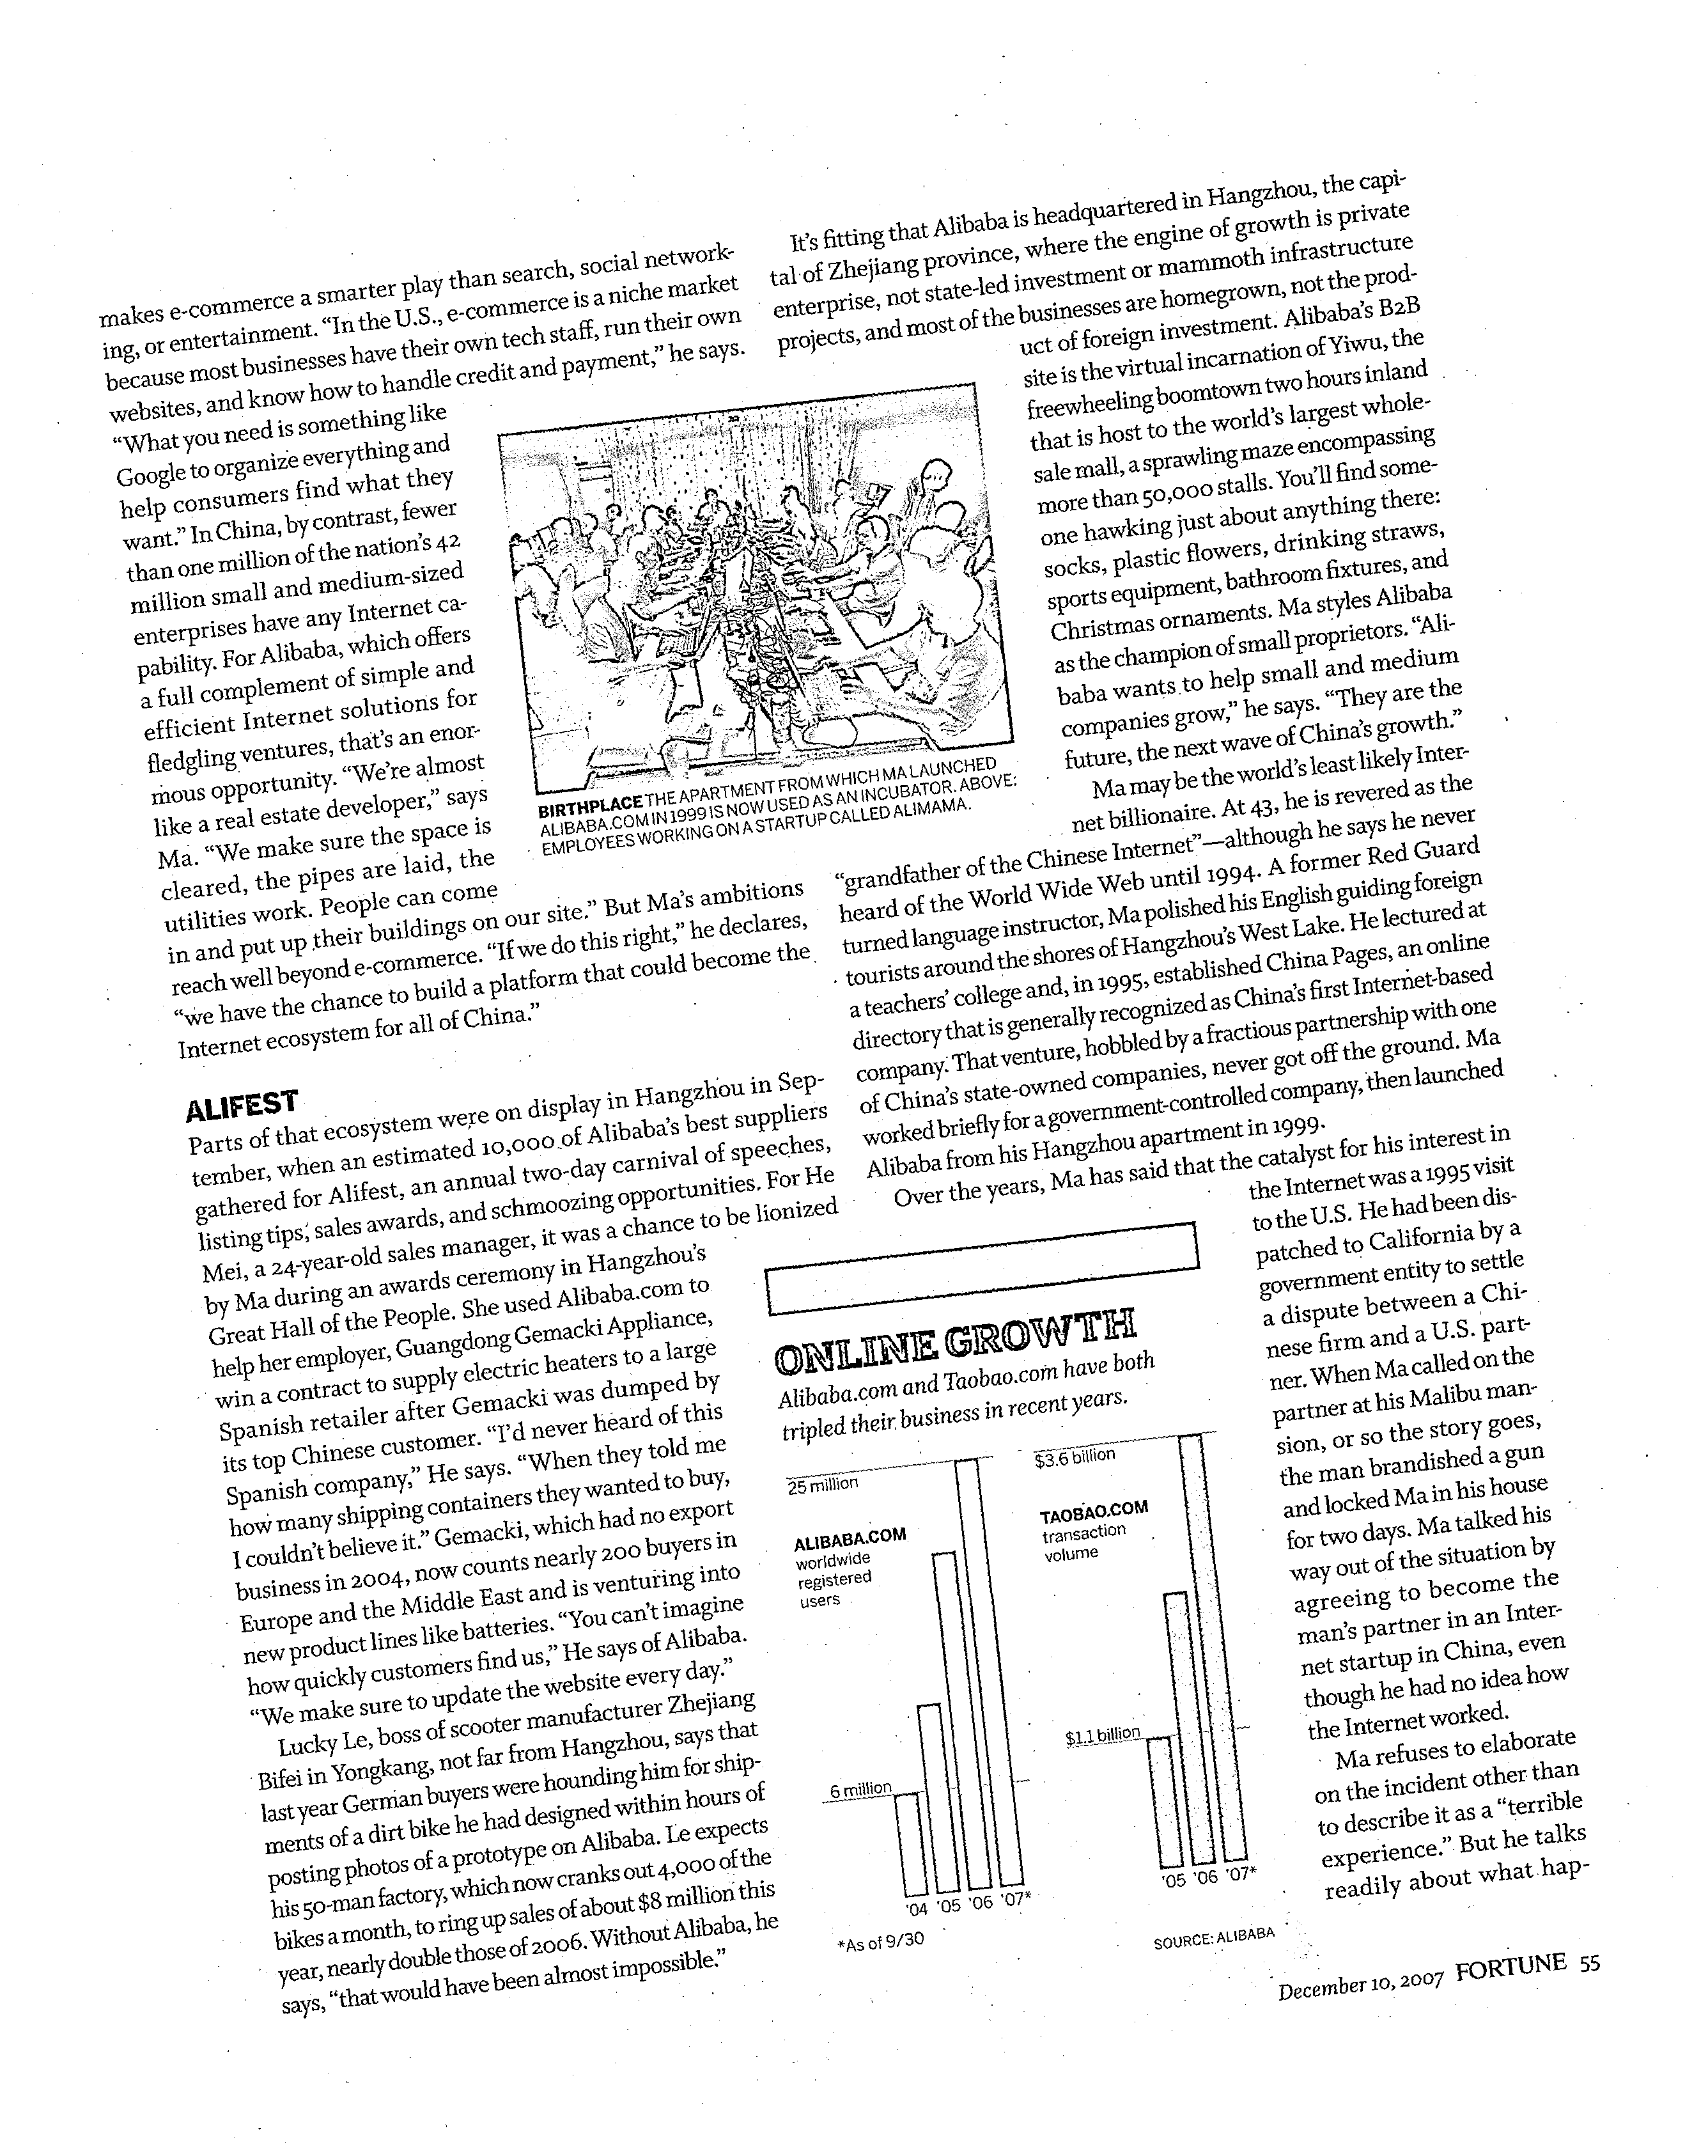 makes e-commerce a smarter play than search, social network-
ing, or entertainment. “In the U.S., e-commerce is a niche market
because most businesses have their own tech staff, run their own
websites, and know how to handle credit and payment,” he says.
“What you need is something like
Google to organize everything and
help consumers find what they
want.” In China, by contrast, fewer
than one million of the nation’s 42
million small and medium-sized
enterprises have any Internet ca-
pability. For Alibaba, which offers
a full complement of simple and
efficient Internet solutions for
fledgling ventures, that’s an enor-
mous opportunity. “We’re almost
like a real estate developer,” says
Ma. “We make sure the space is
cleared, the pipes are laid, the
utilities work. People can come
in and put up their buildings on our site.” But Ma’s ambitions
reach well beyond e-commerce. “If we do this right,” he declares,
“we have the chance to build a platform that could become the
Internet ecosystem for all of China.”
ALIFEST
Parts of that ecosystem were on display in Hangzhou in Sep-
tember, when an estimated 10,000 of Alibaba’s best suppliers
gathered for Alifest, an annual two-day carnival of speeches,
listing tips, sales awards, and schmoozing opportunities. For He
Mei, a 24-year-old sales manager, it was a chance to be lionized
by Ma during an awards ceremony in Hangzhou’s
Great Hall of the People. She used Alibaba.com to
help her employer, Guangdong Gemacki Appliance,
win a contract to supply electric heaters to a large
Spanish retailer after Gemacki was dumped by
its top Chinese customer. “I’d never heard of this
Spanish company,” He says. “When they told me
how many shipping containers they wanted to buy,
I couldn’t believe it.” Gemacki, which had no export
business in 2004, now counts nearly 200 buyers in
Europe and the Middle East and is venturing into
new product lines like batteries. “You can’t imagine
how quickly customers find us,” He says of Alibaba.
“We make sure to update the website every day.”
Lucky Le, boss of scooter manufacturer Zhejiang
Bifei in Yongkang, not far from Hangzhou, says that
last year German buyers were hounding him for ship-
ments of a dirt bike he had designed within hours of
posting photos of a prototype on Alibaba. Le expects
his 50-man factory, which now cranks out 4,000 of the
bikes a month, to ring up sales of about $8 million this
year, nearly double those of 2006. Without Alibaba, he
says, “that would have been almost impossible.”
BIRTHPLACE THE APARTMENT FROM WHICH MA LAUNCHED
ALIBABA.COM IN 1999 IS NOW USED AS AN INCUBATOR. ABOVE:
EMPLOYEES WORKING ON A STARTUP CALLED ALIMAMA.
It’s fitting that Alibaba is headquartered in Hangzhou, the capi-
tal of Zhejiang province, where the engine of growth is private
enterprise, not state-led investment or mammoth infrastructure
projects, and most of the businesses are homegrown, not the prod-
uct of foreign investment. Alibaba’s B2B
site is the virtual incarnation of Yiwu, the
freewheeling boomtown two hours inland
that is host to the world’s largest whole-
sale mall, a sprawling maze encompassing
more than 50,000 stalls. You’ll find some-
one hawking just about anything there:
socks, plastic flowers, drinking straws,
sports equipment, bathroom fixtures, and
Christmas ornaments. Ma styles Alibaba
as the champion of small proprietors. “Ali-
baba wants to help small and medium
companies grow,” he says. “They are the
future, the next wave of China’s growth.”
Ma may be the world’s least likely Inter-
net billionaire. At 43, he is revered as the
“grandfather of the Chinese Internet”—although he says he never
heard of the World Wide Web until 1994. A former Red Guard
turned language instructor, Ma polished his English guiding foreign
tourists around the shores of Hangzhou’s West Lake. He lectured at
a teachers’ college and, in 1995, established China Pages, an online
directory that is generally recognized as China’s first Internet-based
company. That venture, hobbled by a fractious partnership with one
of China’s state-owned companies, never got off the ground. Ma
worked briefly for a government-controlled company, then launched
Alibaba from his Hangzhou apartment in 1999.
Over the years, Ma has said that the catalyst for his interest in
the Internet was a 1995 visit
to the U.S. He had been dis-
patched to California by a
government entity to settle
a dispute between a Chi-
nese firm and a U.S. part-
ner. When Ma called on the
partner at his Malibu man-
sion, or so the story goes,
the man brandished a gun
and locked Ma in his house
for two days. Ma talked his
way out of the situation by
agreeing to become the
man’s partner in an Inter-
net startup in China, even
though he had no idea how
the Internet worked.
Ma refuses to elaborate
on the incident other than
to describe it as a “terrible
experience.” But he talks
readily about what hap-
ONLINE GROWTH
Alibaba.com and Taobao.com have both
tripled their business in recent years.
25 million
ALIBABA.COM
worldwide
registered
users
6 million
'04 '05 '06 '07*
*As of 9/30
$3.6 billion
TAOBAO.COM
transaction
volume
$1.1 billion
'05 '06 '07*
SOURCE: ALIBABA
December 10, 2007 FORTUNE 55